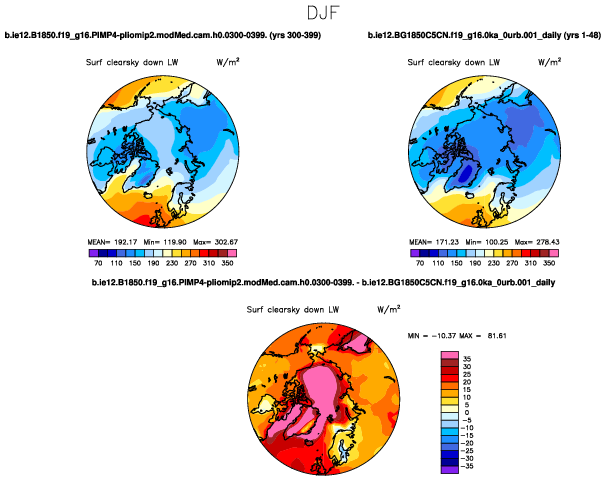 DJF
b.ie12.B1850.f19_g16.PIMP4-pliomip2.modMed.cam.h0.0300-0399. (yrs 300-399)
b.ie12.BG1850C5CN.f19_g16.0ka_0urb.001_daily (yrs 1-48)
Surf clearsky down LW W/m²
Surf clearsky down LW W/m²
MEAN= 192.17 Min= 119.90 Max= 302.67
MEAN= 171.23 Min= 100.25 Max= 278.43
70 110 150 190 230 270 310 350
70 110 150 190 230 270 310 350
b.ie12.B1850.f19_g16.PIMP4-pliomip2.modMed.cam.h0.0300-0399. - b.ie12.BG1850C5CN.f19_g16.0ka_0urb.001_daily
Surf clearsky down LW W/m²
MIN = -10.37 MAX = 81.61
35
30
25
20
15
10
5
0
-5
-10
-15
-20
-25
-30
-35